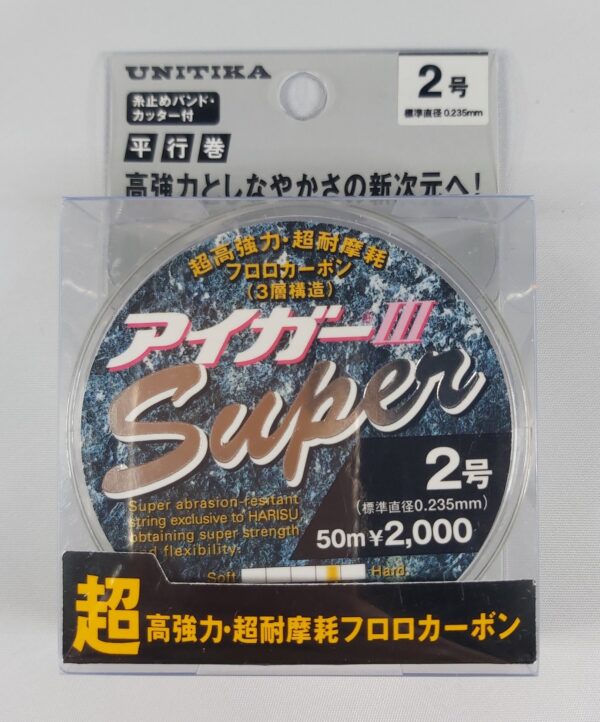 UNITIKA
糸止めバンド・
カッター付
2号
標準直径0.235mm
平行巻
高強力としなやかさの新次元へ!
超高強力・超耐摩耗
フロロカーボン
(3層構造)
アイガーIII
Super
2号
(標準直径0.235mm)
50m¥2,000
Super abrasion-resitant
string exclusive to HARISU
obtaining super strength
and flexibility.
Soft Hard
超高強力・超耐摩耗フロロカーボン